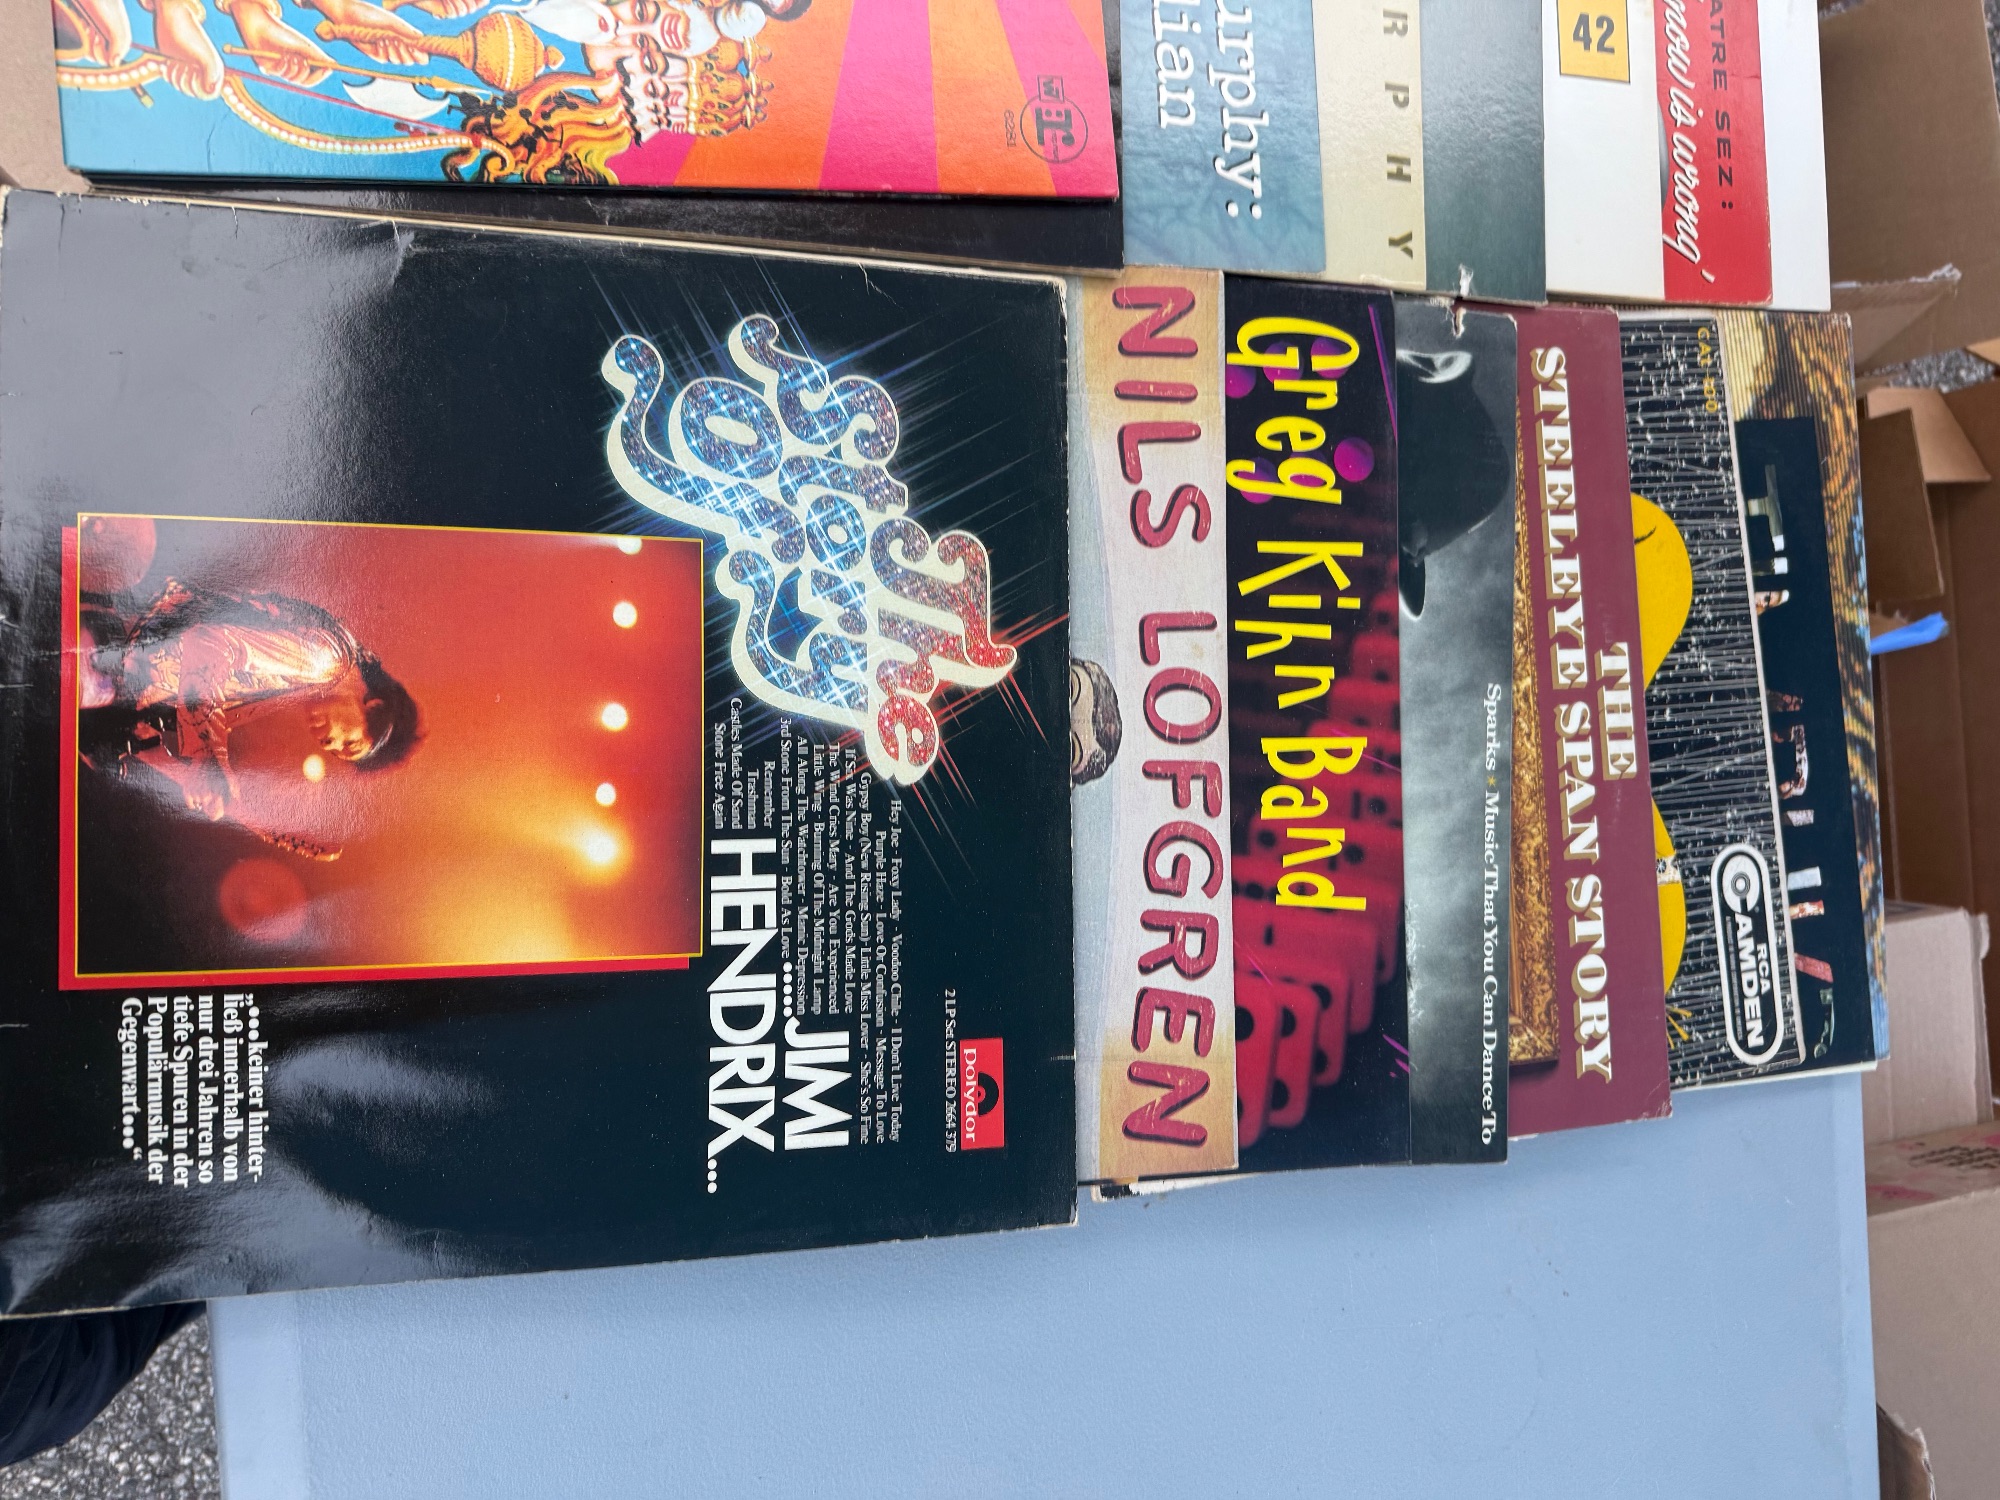 ATRE SEZ:
now is wrong'
42
R P H Y
urphy:
lian
r:
W
6281
CAT-
THE
STEELEYE SPAN STORY
RCA
CAMDEN
Sparks ★ Music That You Can Dance To
Greg Kihn Band
NILS LOFGREN
The
Story
Of
polydor
2 LP Set: STEREO 2664 379
Hey Joe - Foxy Lady - Voodoo Chile - I Don't Live Today
Purple Haze - Love Or Confusion - Message To Love
Gypsy Boy (New Rising Sun) - Little Miss Lover - She's So Fine
If Six Was Nine - And The Gods Made Love
The Wind Cries Mary - Are You Experienced
Little Wing - Burning Of The Midnight Lamp
All Along The Watchtower - Manic Depression
3rd Stone From The Sun - Bold As Love
Remember
Trashman
Castles Made Of Sand
Stone Free Again
.....JIMI
HENDRIX...
„...keiner hinter-
ließ innerhalb von
nur drei Jahren so
tiefe Spuren in der
Populärmusik der
Gegenwart..."